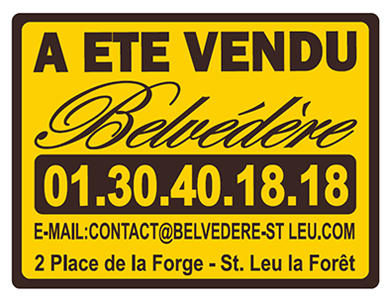 A ETE VENDU
Belvédère
01.30.40.18.18
E-MAIL:CONTACT@BELVEDERE-ST LEU.COM
2 Place de la Forge - St. Leu la Forêt